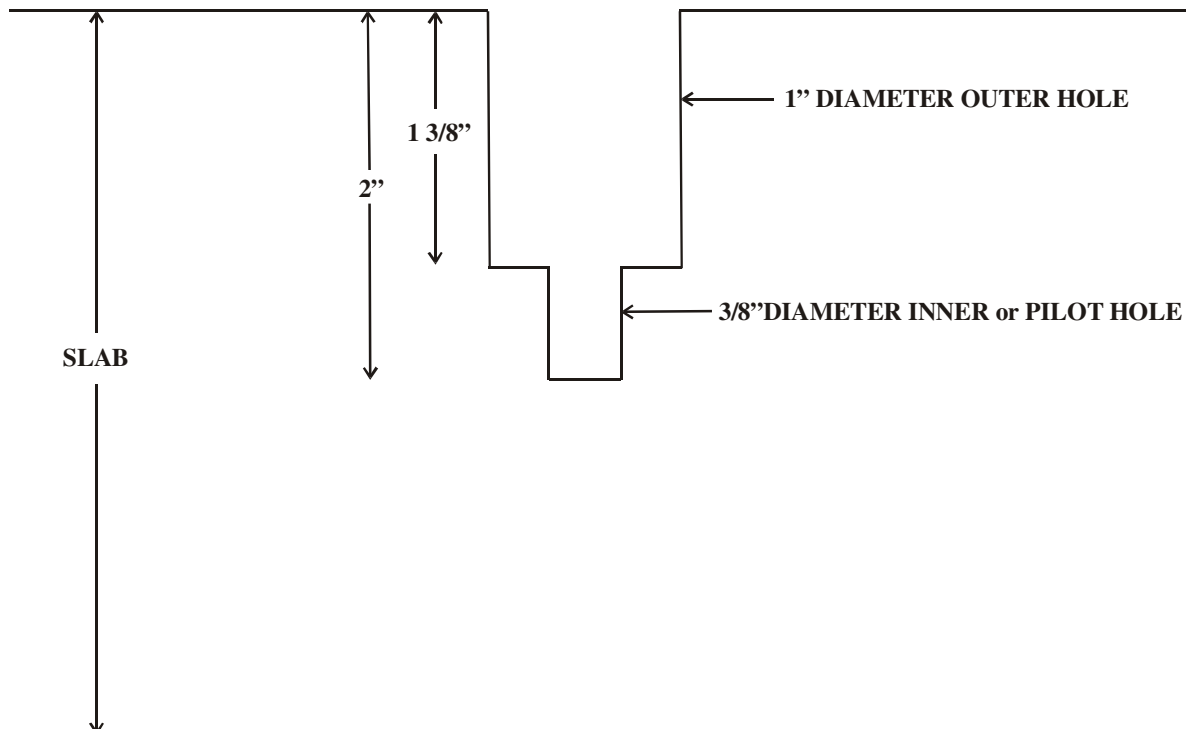 1” DIAMETER OUTER HOLE
1 3/8”
2”
3/8”DIAMETER INNER or PILOT HOLE
SLAB